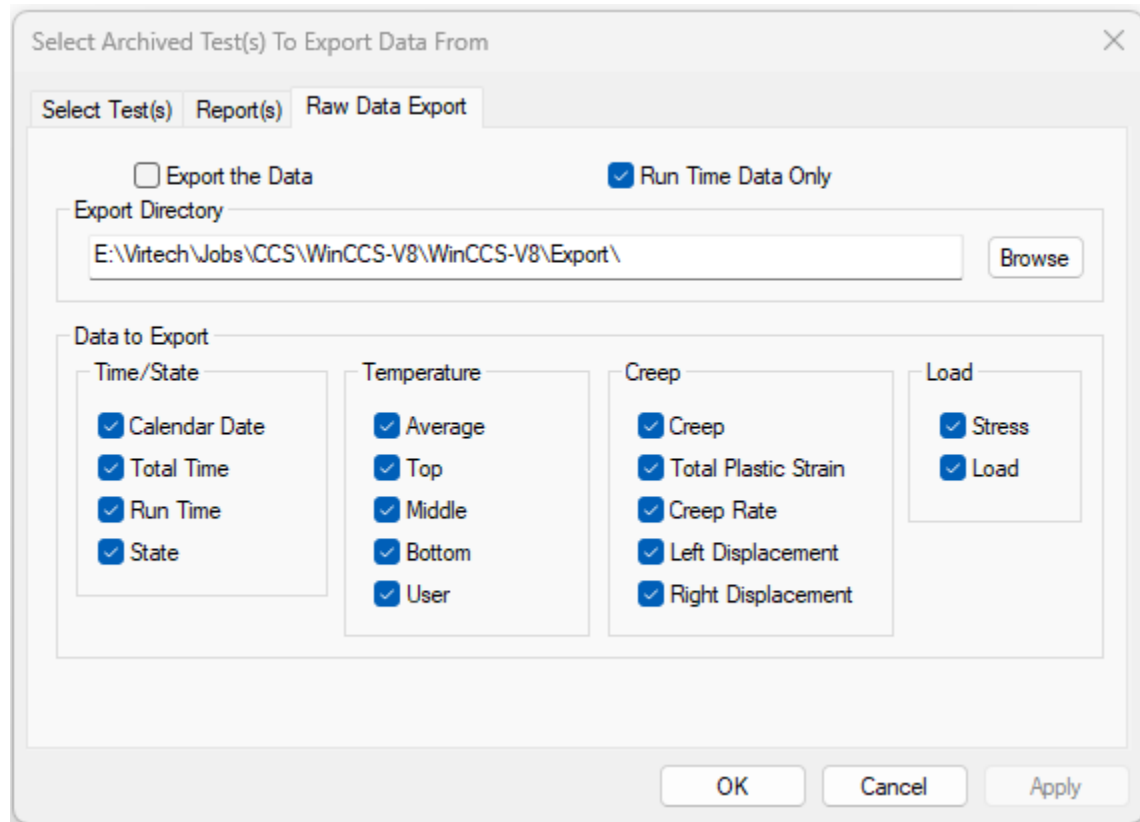 Select Archived Test(s) To Export Data From
Select Test(s) Report(s) Raw Data Export
Export the Data Run Time Data Only
Export Directory
E:\Virtech\Jobs\CCS\WinCCS-V8\WinCCS-V8\Export\ Browse
Data to Export
Time/State Temperature Creep Load
Calendar Date Average Creep Stress
Total Time Top Total Plastic Strain Load
Run Time Middle Creep Rate
State Bottom Left Displacement
User Right Displacement
OK Cancel Apply